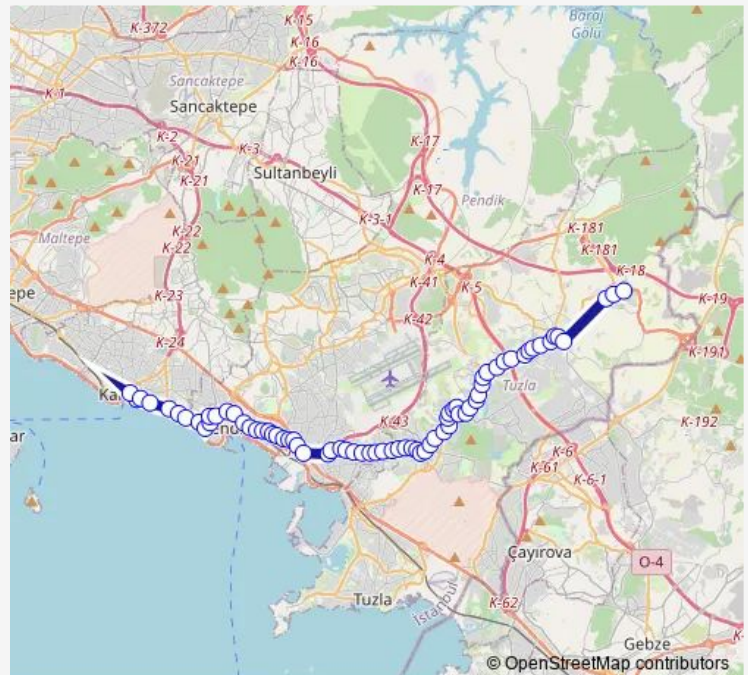 K-15
K-372
K-16
K-16
Baraj
Gölü
Sancaktepe
K-1
Sancaktepe
K-2
K-3
K-17
K-21
K-21
Sultanbeyli
K-17
Pendik
K-22
K-3-1
K-181
Maltepe
K-22
K-181
K-4
K-18
K-41
K-5
epe
K-23
K-19
K-42
K-24
K-191
Tuzla
Ka
K-43
K-192
ar
K-6
K-61
K-6-1
Çayırova
O-4
Tuzla
İstanbul
K-62
K-
Gebze
© OpenStreetMap contributors